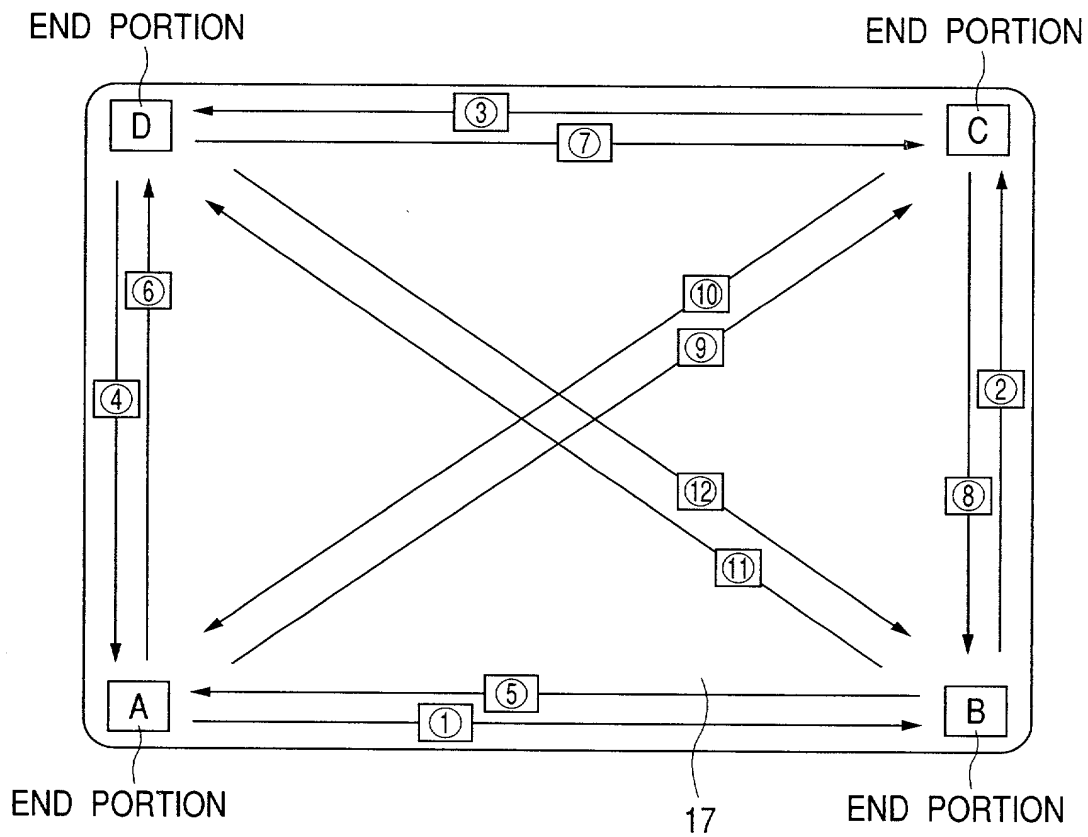 END PORTION
END PORTION
D
③
C
⑦
⑥
⑩
⑨
④
②
⑫
⑧
⑪
A
⑤
B
①
END PORTION
17
END PORTION